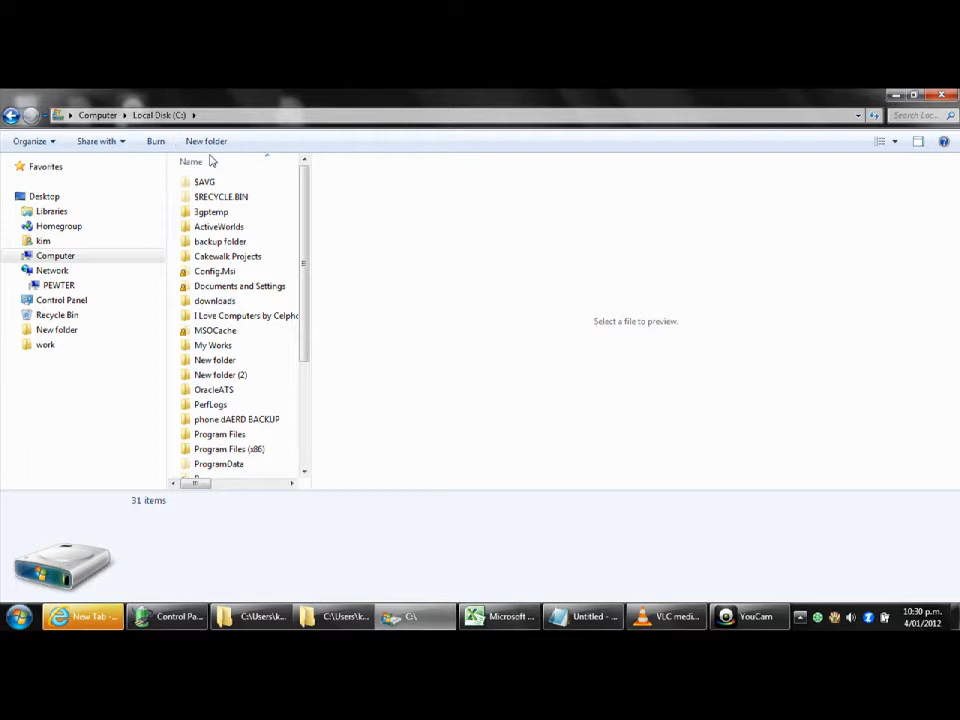 Computer Local Disk (C:)
Search Loc...
Organize Share with Burn New folder
Name
Favorites
Desktop
Libraries
Homegroup
kim
Computer
Network
PEWTER
Control Panel
Recycle Bin
New folder
work
$AVG
$RECYCLE.BIN
3gptemp
ActiveWorlds
backup folder
Cakewalk Projects
Config.Msi
Documents and Settings
downloads
I Love Computers by Celpho
MSOCache
My Works
New folder
New folder (2)
OracleATS
PerfLogs
phone dAERD BACKUP
Program Files
Program Files (x86)
ProgramData
Select a file to preview.
31 items
New Tab -...
Control Pa...
C:\Users\k...
C:\Users\k...
C:\
Microsoft ...
Untitled - ...
VLC medi...
YouCam
10:30 p.m.
4/01/2012